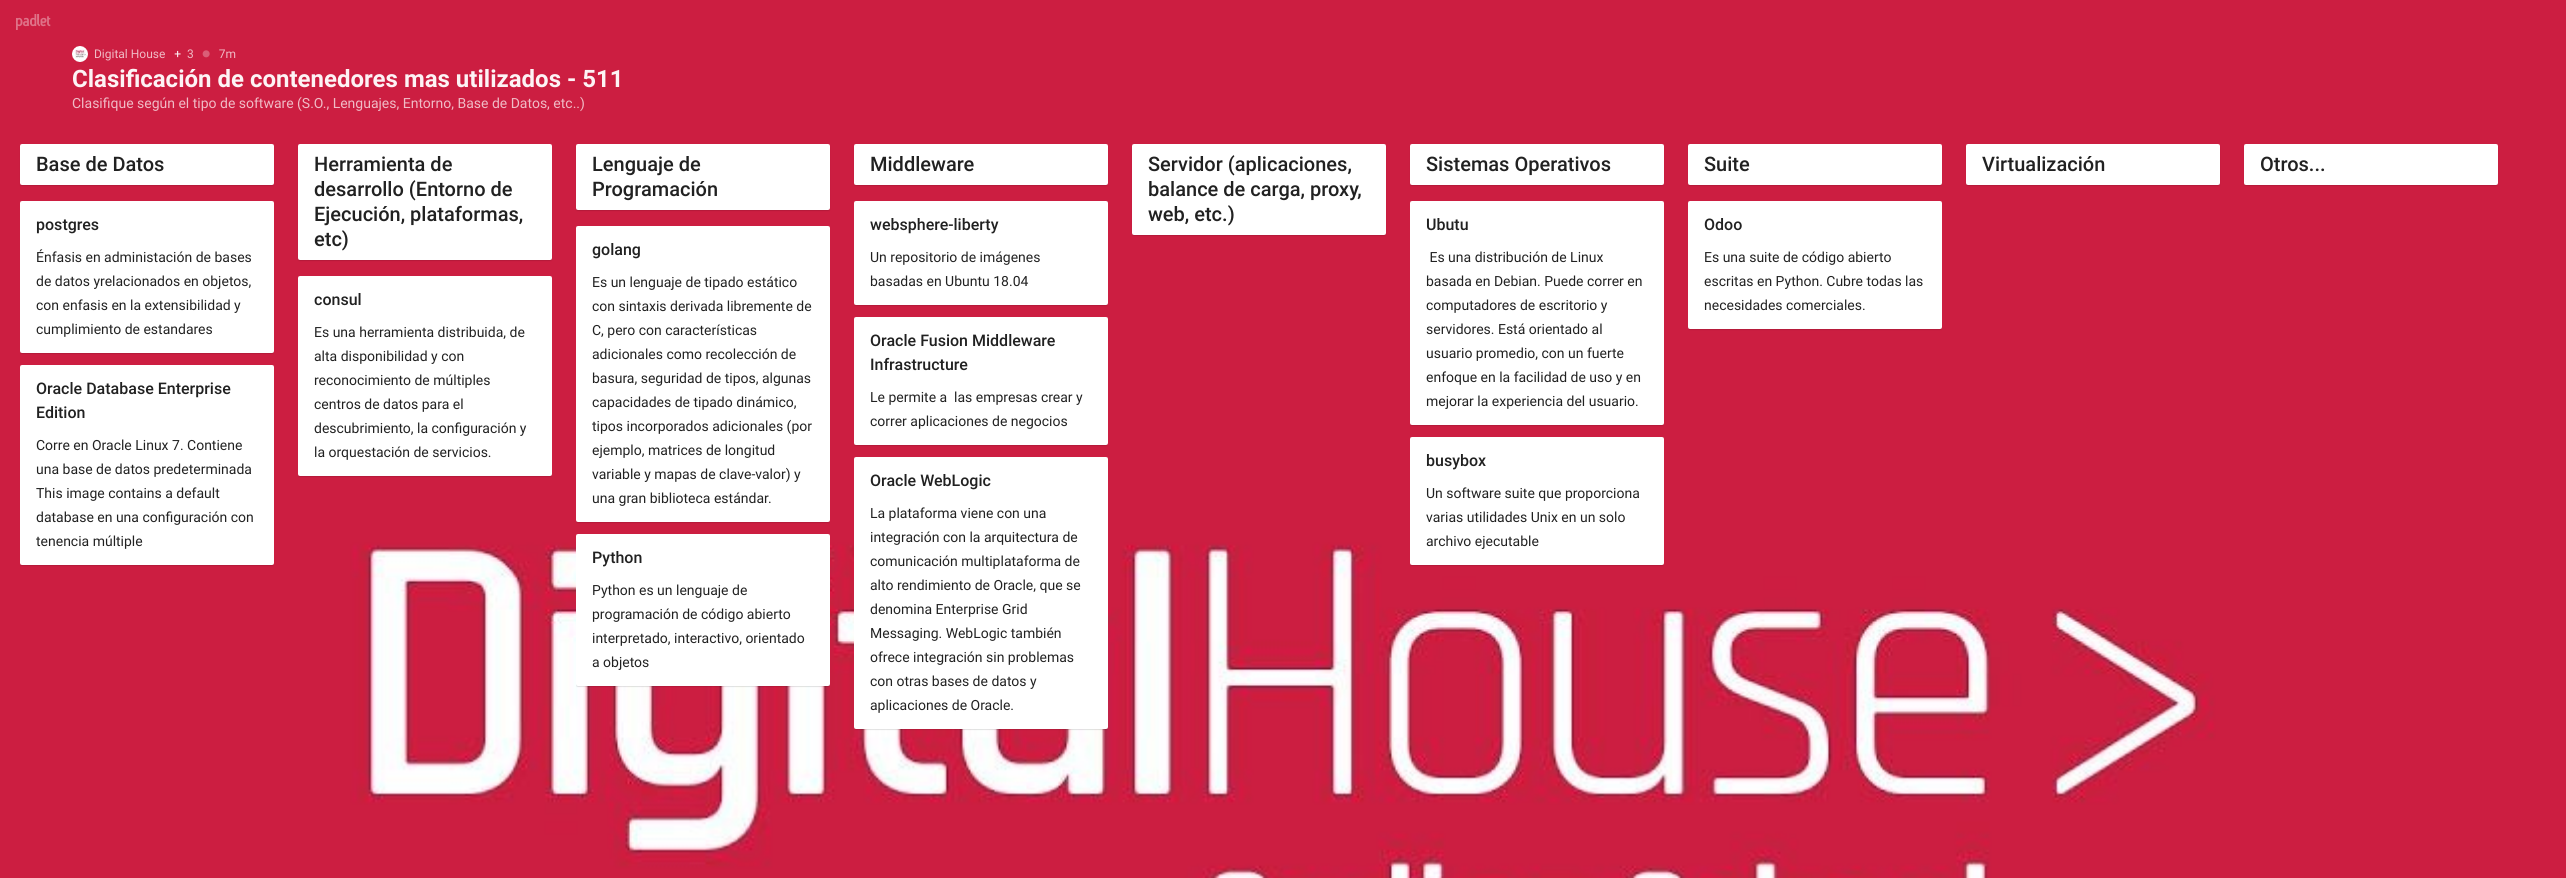 padlet
Digital House + 3 • 7m
Clasificación de contenedores mas utilizados - 511
Clasifique según el tipo de software (S.O., Lenguajes, Entorno, Base de Datos, etc..)
Base de Datos
postgres
Énfasis en administación de bases
de datos yrelacionados en objetos,
con enfasis en la extensibilidad y
cumplimiento de estandares
Oracle Database Enterprise
Edition
Corre en Oracle Linux 7. Contiene
una base de datos predeterminada
This image contains a default
database en una configuración con
tenencia múltiple
Herramienta de
desarrollo (Entorno de
Ejecución, plataformas,
etc)
consul
Es una herramienta distribuida, de
alta disponibilidad y con
reconocimiento de múltiples
centros de datos para el
descubrimiento, la configuración y
la orquestación de servicios.
Lenguaje de
Programación
golang
Es un lenguaje de tipado estático
con sintaxis derivada libremente de
C, pero con características
adicionales como recolección de
basura, seguridad de tipos, algunas
capacidades de tipado dinámico,
tipos incorporados adicionales (por
ejemplo, matrices de longitud
variable y mapas de clave-valor) y
una gran biblioteca estándar.
Python
Python es un lenguaje de
programación de código abierto
interpretado, interactivo, orientado
a objetos
Middleware
websphere-liberty
Un repositorio de imágenes
basadas en Ubuntu 18.04
Oracle Fusion Middleware
Infrastructure
Le permite a  las empresas crear y
correr aplicaciones de negocios
Oracle WebLogic
La plataforma viene con una
integración con la arquitectura de
comunicación multiplataforma de
alto rendimiento de Oracle, que se
denomina Enterprise Grid
Messaging. WebLogic también
ofrece integración sin problemas
con otras bases de datos y
aplicaciones de Oracle.
Servidor (aplicaciones,
balance de carga, proxy,
web, etc.)
Sistemas Operativos
Ubutu
Es una distribución de Linux
basada en Debian. Puede correr en
computadores de escritorio y
servidores. Está orientado al
usuario promedio, con un fuerte
enfoque en la facilidad de uso y en
mejorar la experiencia del usuario.
busybox
Un software suite que proporciona
varias utilidades Unix en un solo
archivo ejecutable
Suite
Odoo
Es una suite de código abierto
escritas en Python. Cubre todas las
necesidades comerciales.
Virtualización
Otros...
DigitalHouse >